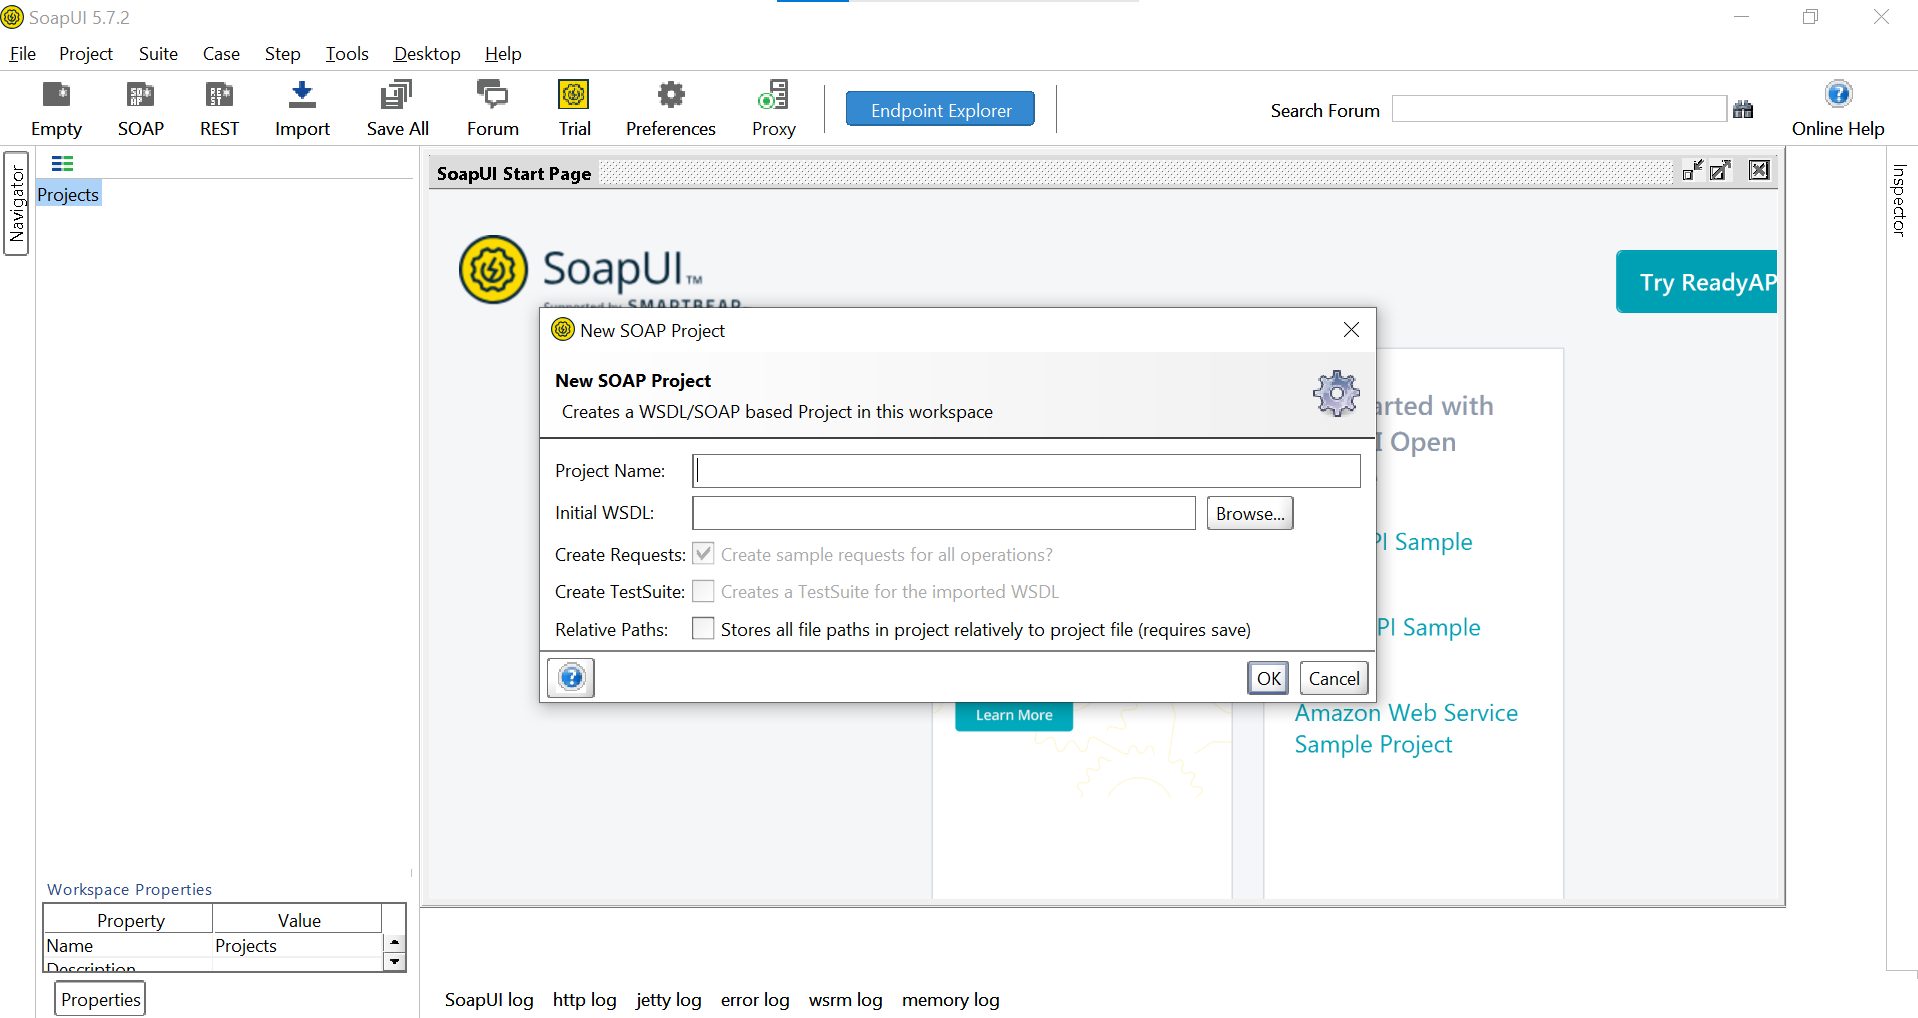 SoapUI 5.7.2
File Project Suite Case Step Tools Desktop Help
Empty SOAP REST Import Save All Forum Trial Preferences Proxy Endpoint Explorer Search Forum Online Help
Navigator
Projects
SoapUI Start Page
Inspector
SoapUI™
Supported by SMARTBEAR
Try ReadyAP
New SOAP Project
New SOAP Project
Creates a WSDL/SOAP based Project in this workspace
arted with
I Open
Project Name:
Initial WSDL: Browse...
PI Sample
Create Requests: Create sample requests for all operations?
Create TestSuite: Creates a TestSuite for the imported WSDL
Relative Paths: Stores all file paths in project relatively to project file (requires save)
PI Sample
OK Cancel
Learn More
Amazon Web Service
Sample Project
Workspace Properties
Property Value
Name Projects
Description
Properties
SoapUI log http log jetty log error log wsrm log memory log